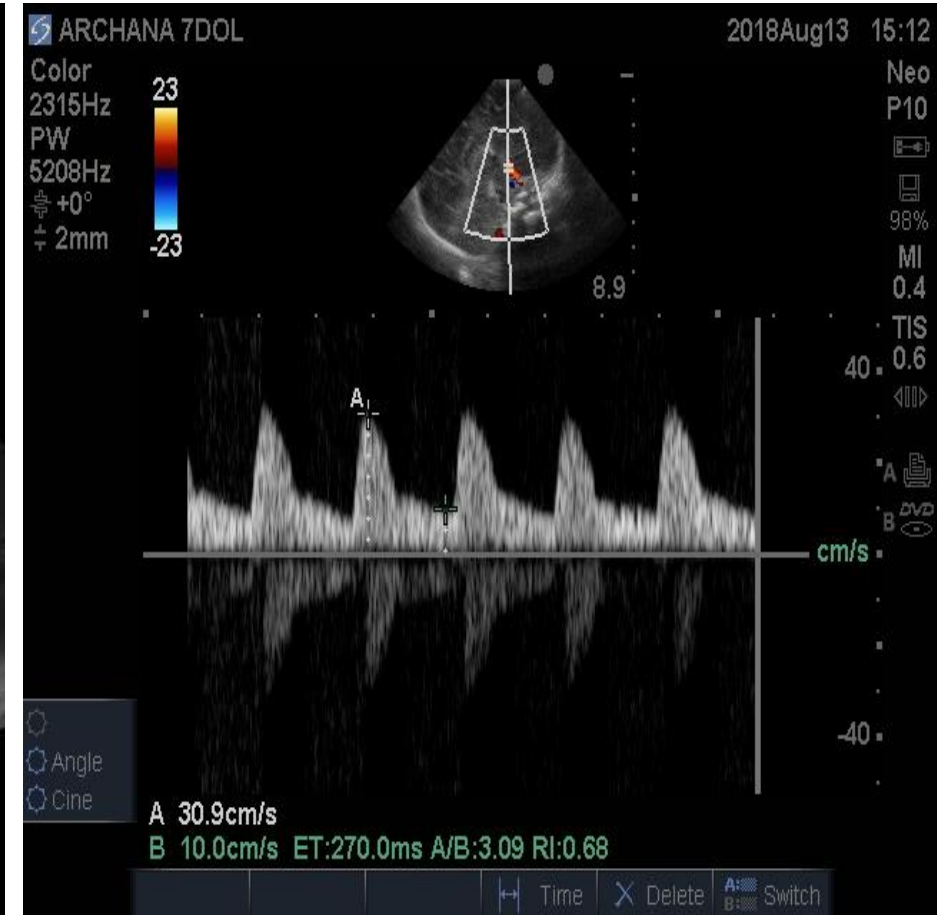 ARCHANA 7DOL 2018Aug13 15:12
Color
2315Hz
PW
5208Hz
+0°
2mm
23
-23
8.9
Neo
P10
98%
MI
0.4
TIS
0.6
A
B DVD
40
cm/s
-40
A
Angle
Cine
A 30.9cm/s
B 10.0cm/s ET:270.0ms A/B:3.09 RI:0.68
Time Delete A: B: Switch